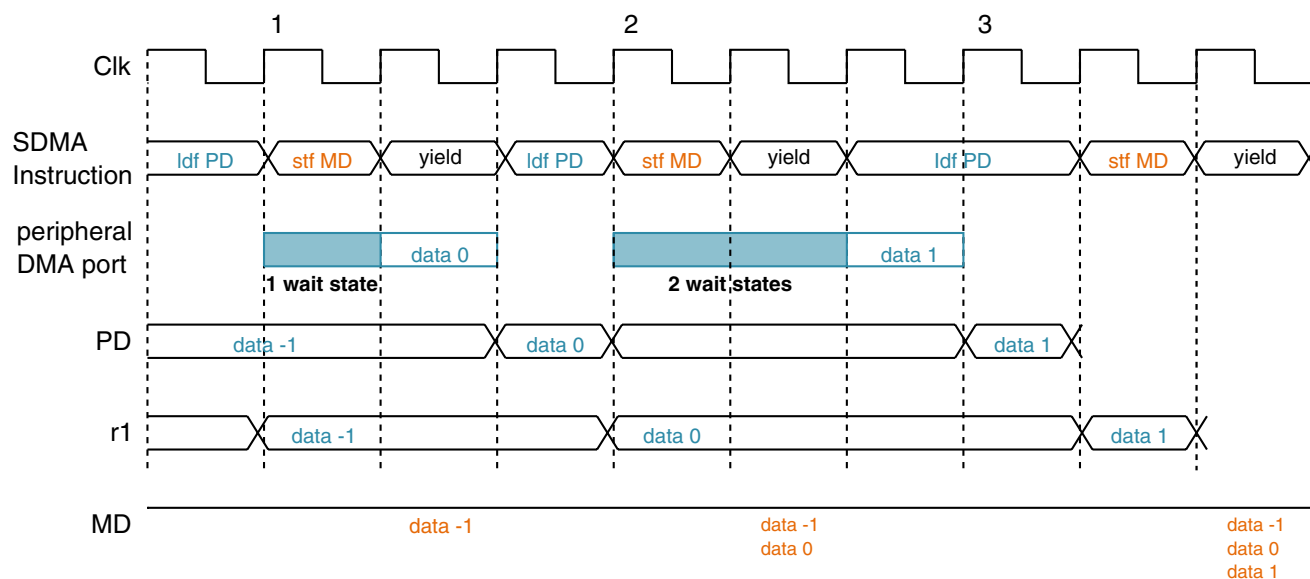 1 2 3
Clk
SDMA
Instruction
ldf PD stf MD yield ldf PD stf MD yield ldf PD stf MD yield
peripheral
DMA port
data 0 data 1
1 wait state 2 wait states
PD
data -1 data 0 data 1
r1
data -1 data 0 data 1
MD
data -1 data -1 data -1
data 0 data 0
data 1